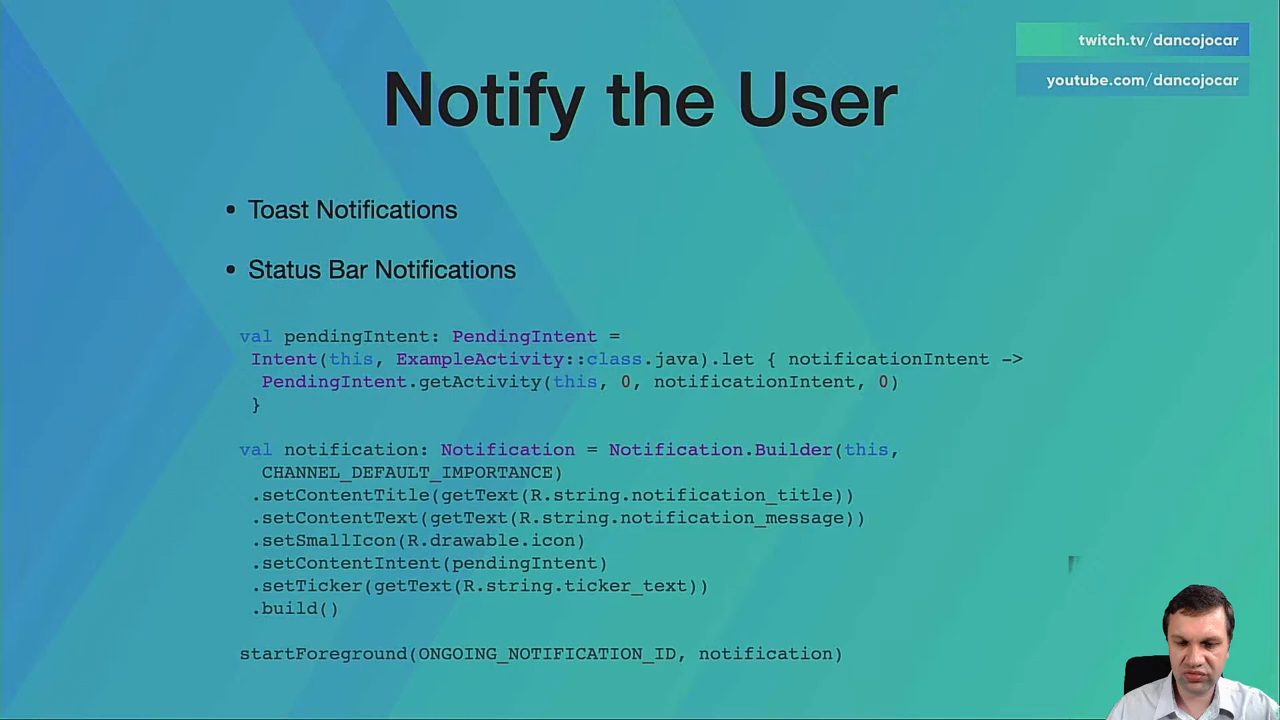 twitch.tv/dancojocar
youtube.com/dancojocar
Notify the User
• Toast Notifications
• Status Bar Notifications
val pendingIntent: PendingIntent =
Intent(this, ExampleActivity::class.java).let { notificationIntent ->
PendingIntent.getActivity(this, 0, notificationIntent, 0)
}
val notification: Notification = Notification.Builder(this,
CHANNEL_DEFAULT_IMPORTANCE)
.setContentTitle(getText(R.string.notification_title))
.setContentText(getText(R.string.notification_message))
.setSmallIcon(R.drawable.icon)
.setContentIntent(pendingIntent)
.setTicker(getText(R.string.ticker_text))
.build()
startForeground(ONGOING_NOTIFICATION_ID, notification)